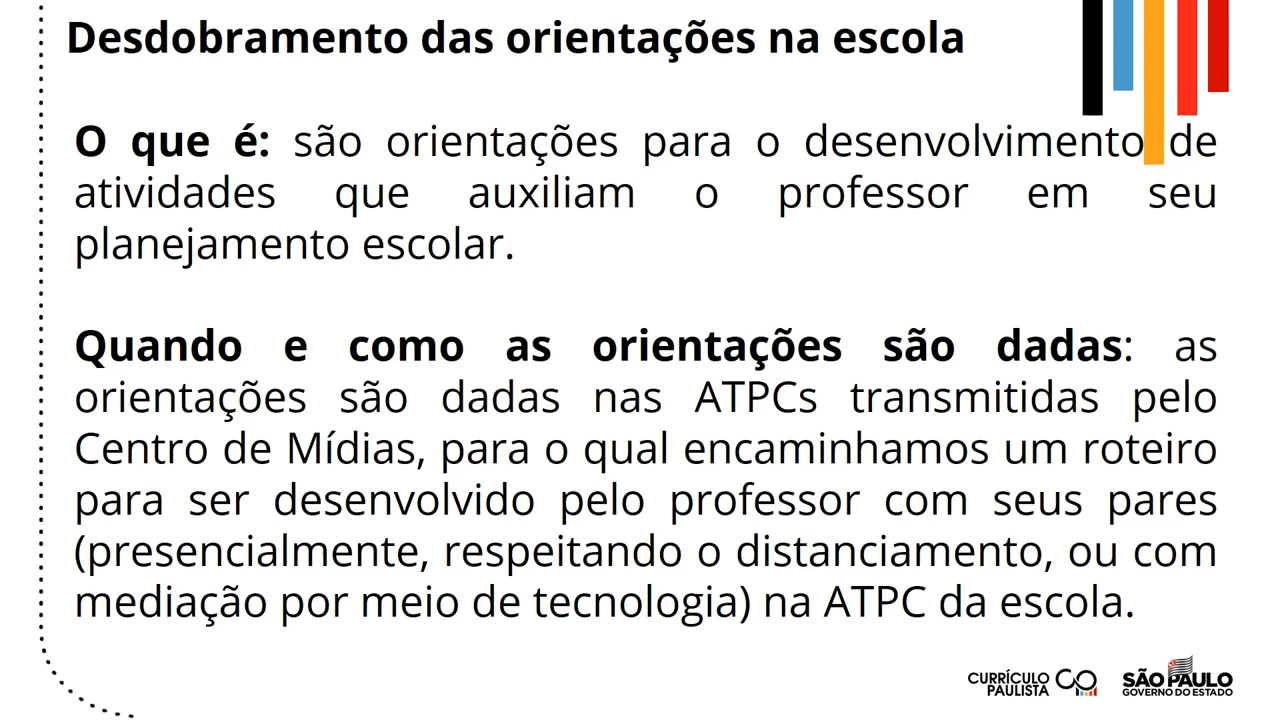 Desdobramento das orientações na escola
O que é: são orientações para o desenvolvimento de
atividades que auxiliam o professor em seu
planejamento escolar.
Quando e como as orientações são dadas: as
orientações são dadas nas ATPCs transmitidas pelo
Centro de Mídias, para o qual encaminhamos um roteiro
para ser desenvolvido pelo professor com seus pares
(presencialmente, respeitando o distanciamento, ou com
mediação por meio de tecnologia) na ATPC da escola.
CURRÍCULO
PAULISTA
SÃO PAULO
GOVERNO DO ESTADO